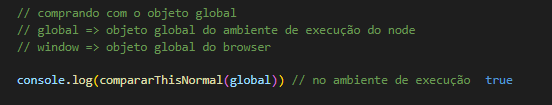 // comprando com o objeto global
// global => objeto global do ambiente de execução do node
// window => objeto global do browser
console.log(compararThisNormal(global)) // no ambiente de execução  true